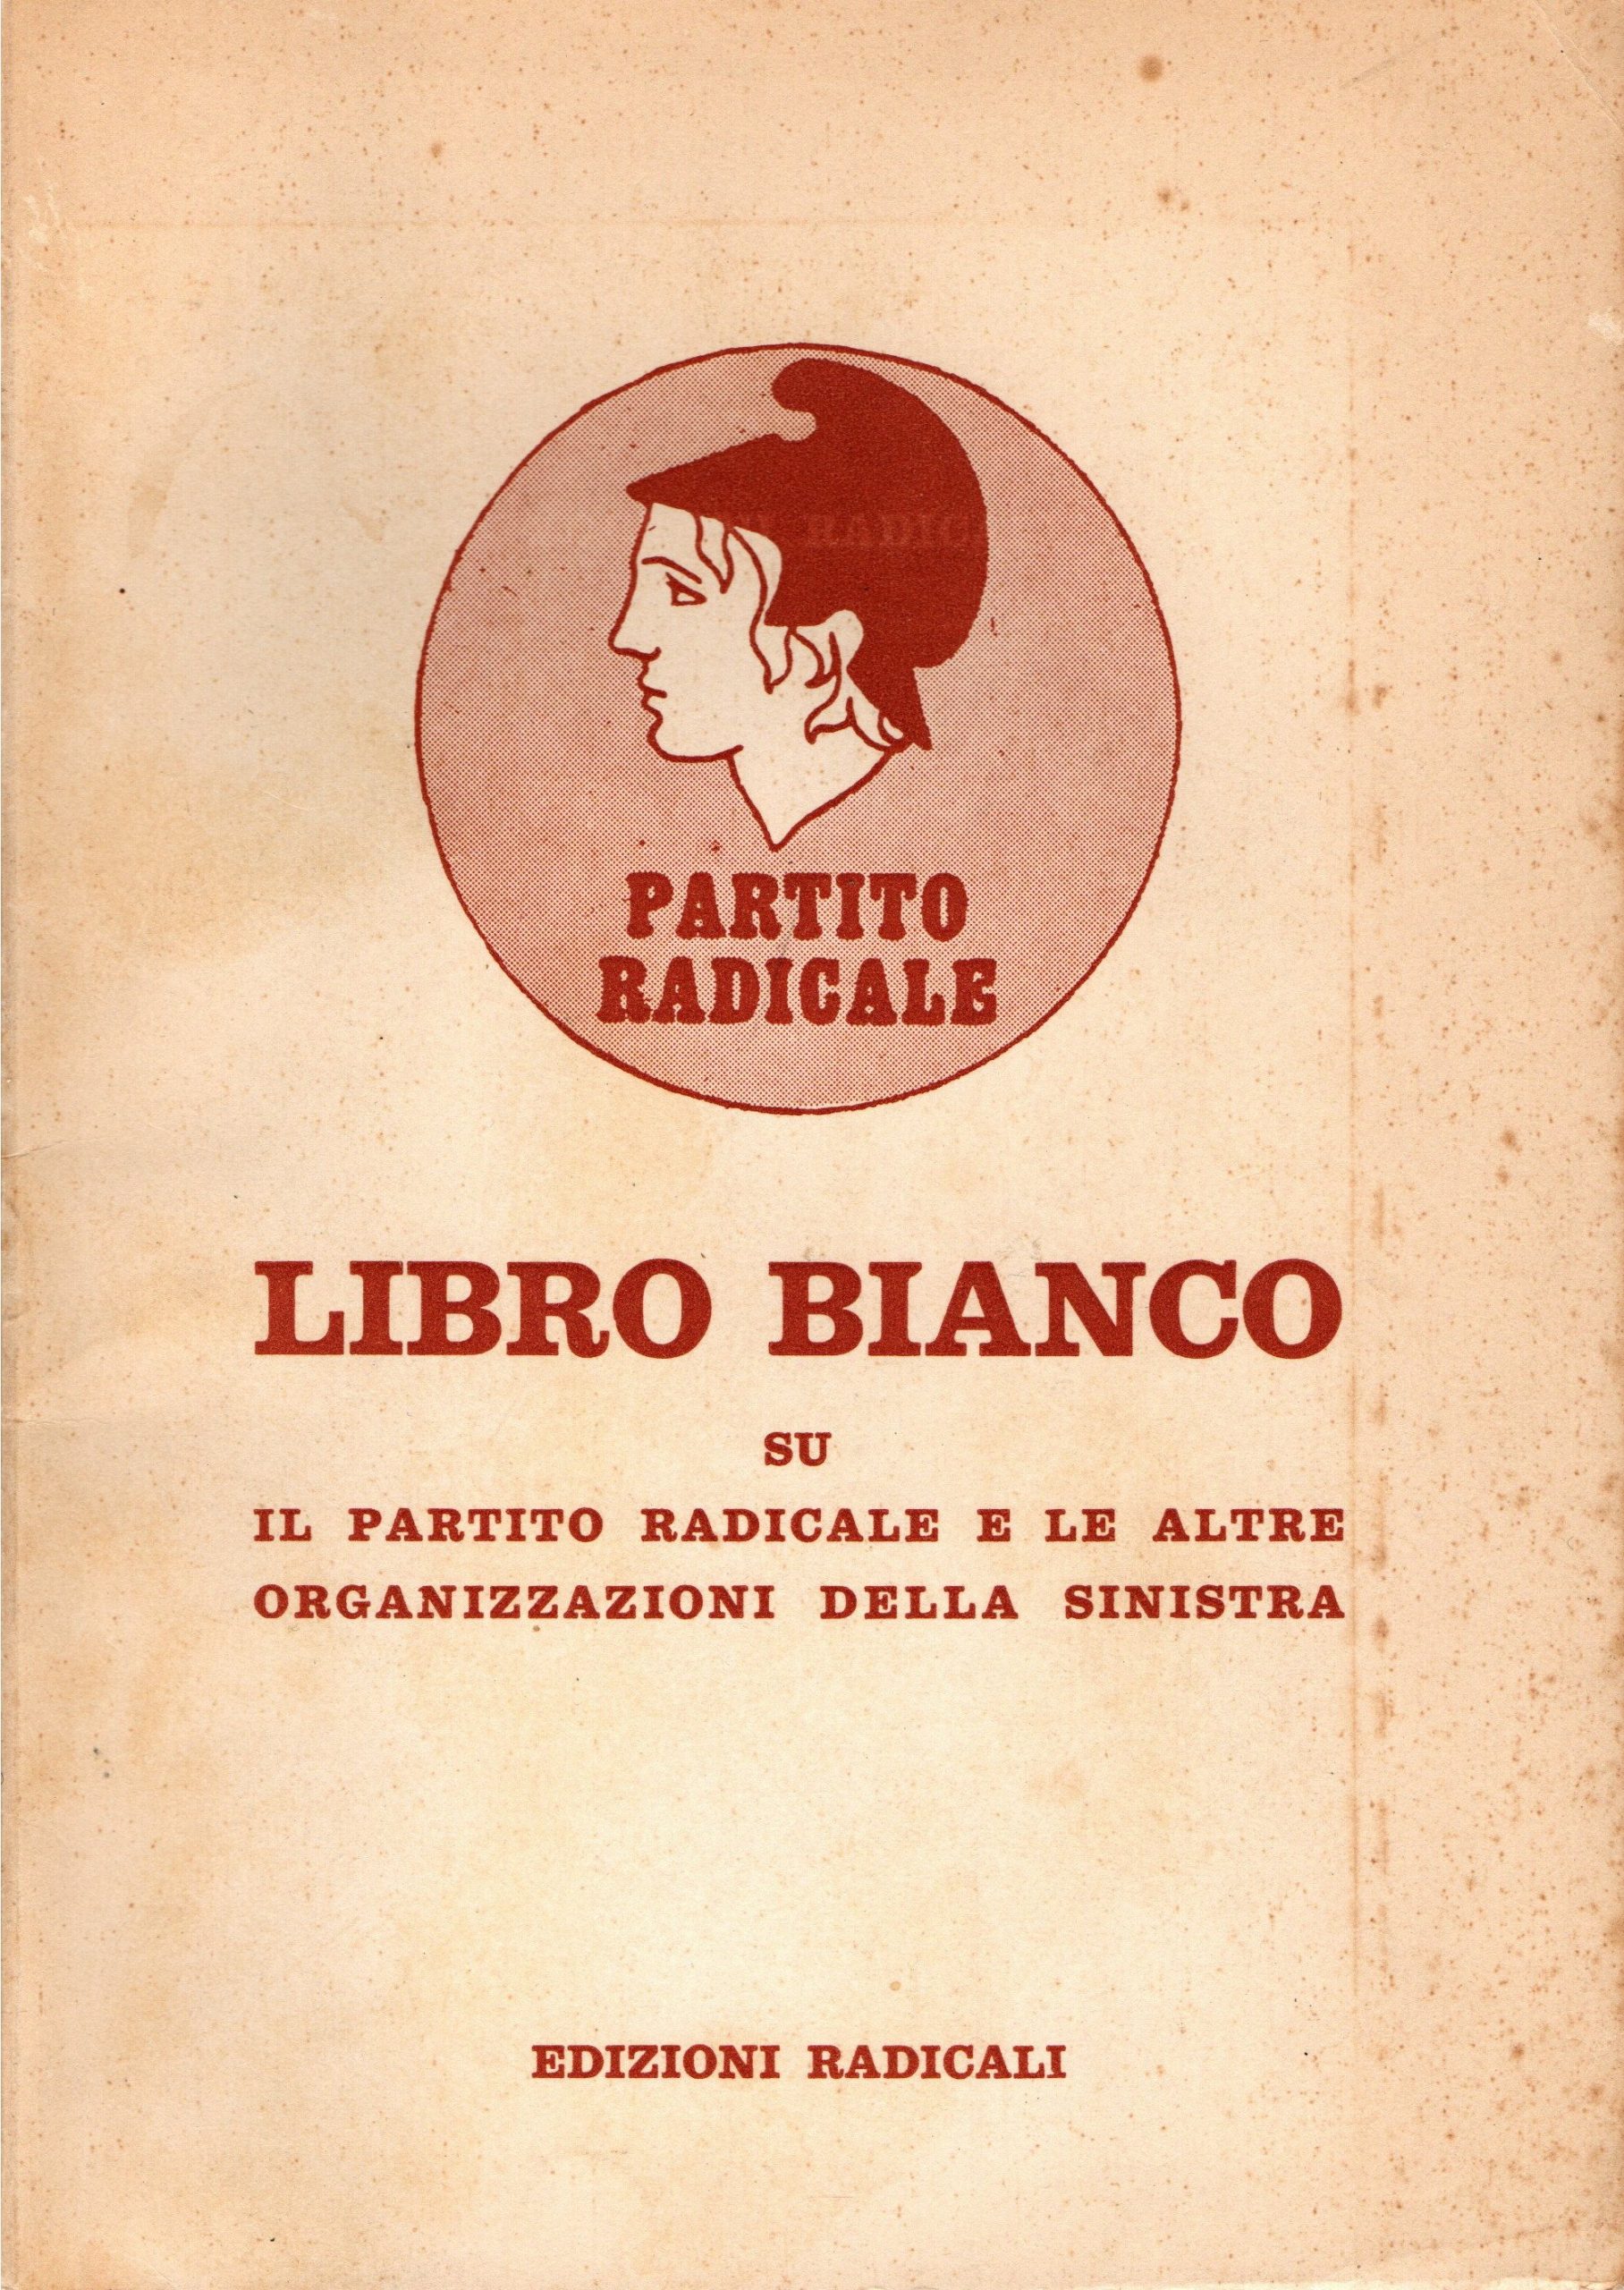 PARTITO
RADICALE
LIBRO BIANCO
SU
IL PARTITO RADICALE E LE ALTRE
ORGANIZZAZIONI DELLA SINISTRA
EDIZIONI RADICALI